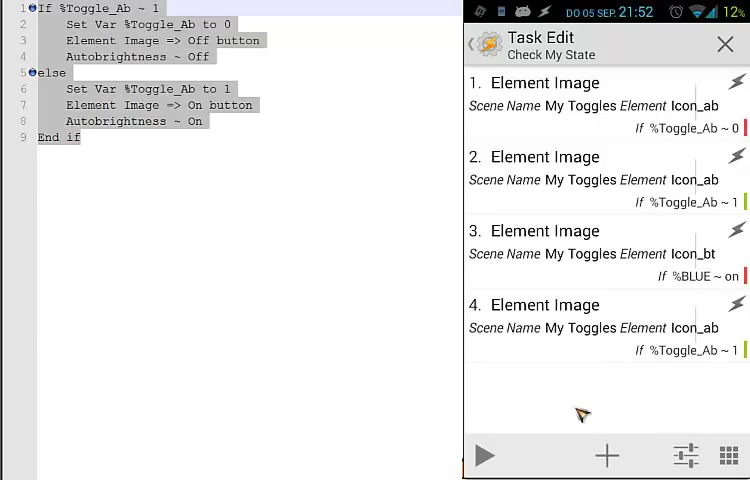 1 If %Toggle_Ab ~ 1
2 Set Var %Toggle_Ab to 0
3 Element Image => Off button
4 Autobrightness ~ Off
5 else
6 Set Var %Toggle_Ab to 1
7 Element Image => On button
8 Autobrightness ~ On
9 End if
DO 05 SEP. 21:52 12%
Task Edit
Check My State
1. Element Image
Scene Name My Toggles Element Icon_ab
If %Toggle_Ab ~ 0
2. Element Image
Scene Name My Toggles Element Icon_ab
If %Toggle_Ab ~ 1
3. Element Image
Scene Name My Toggles Element Icon_bt
If %BLUE ~ on
4. Element Image
Scene Name My Toggles Element Icon_ab
If %Toggle_Ab ~ 1